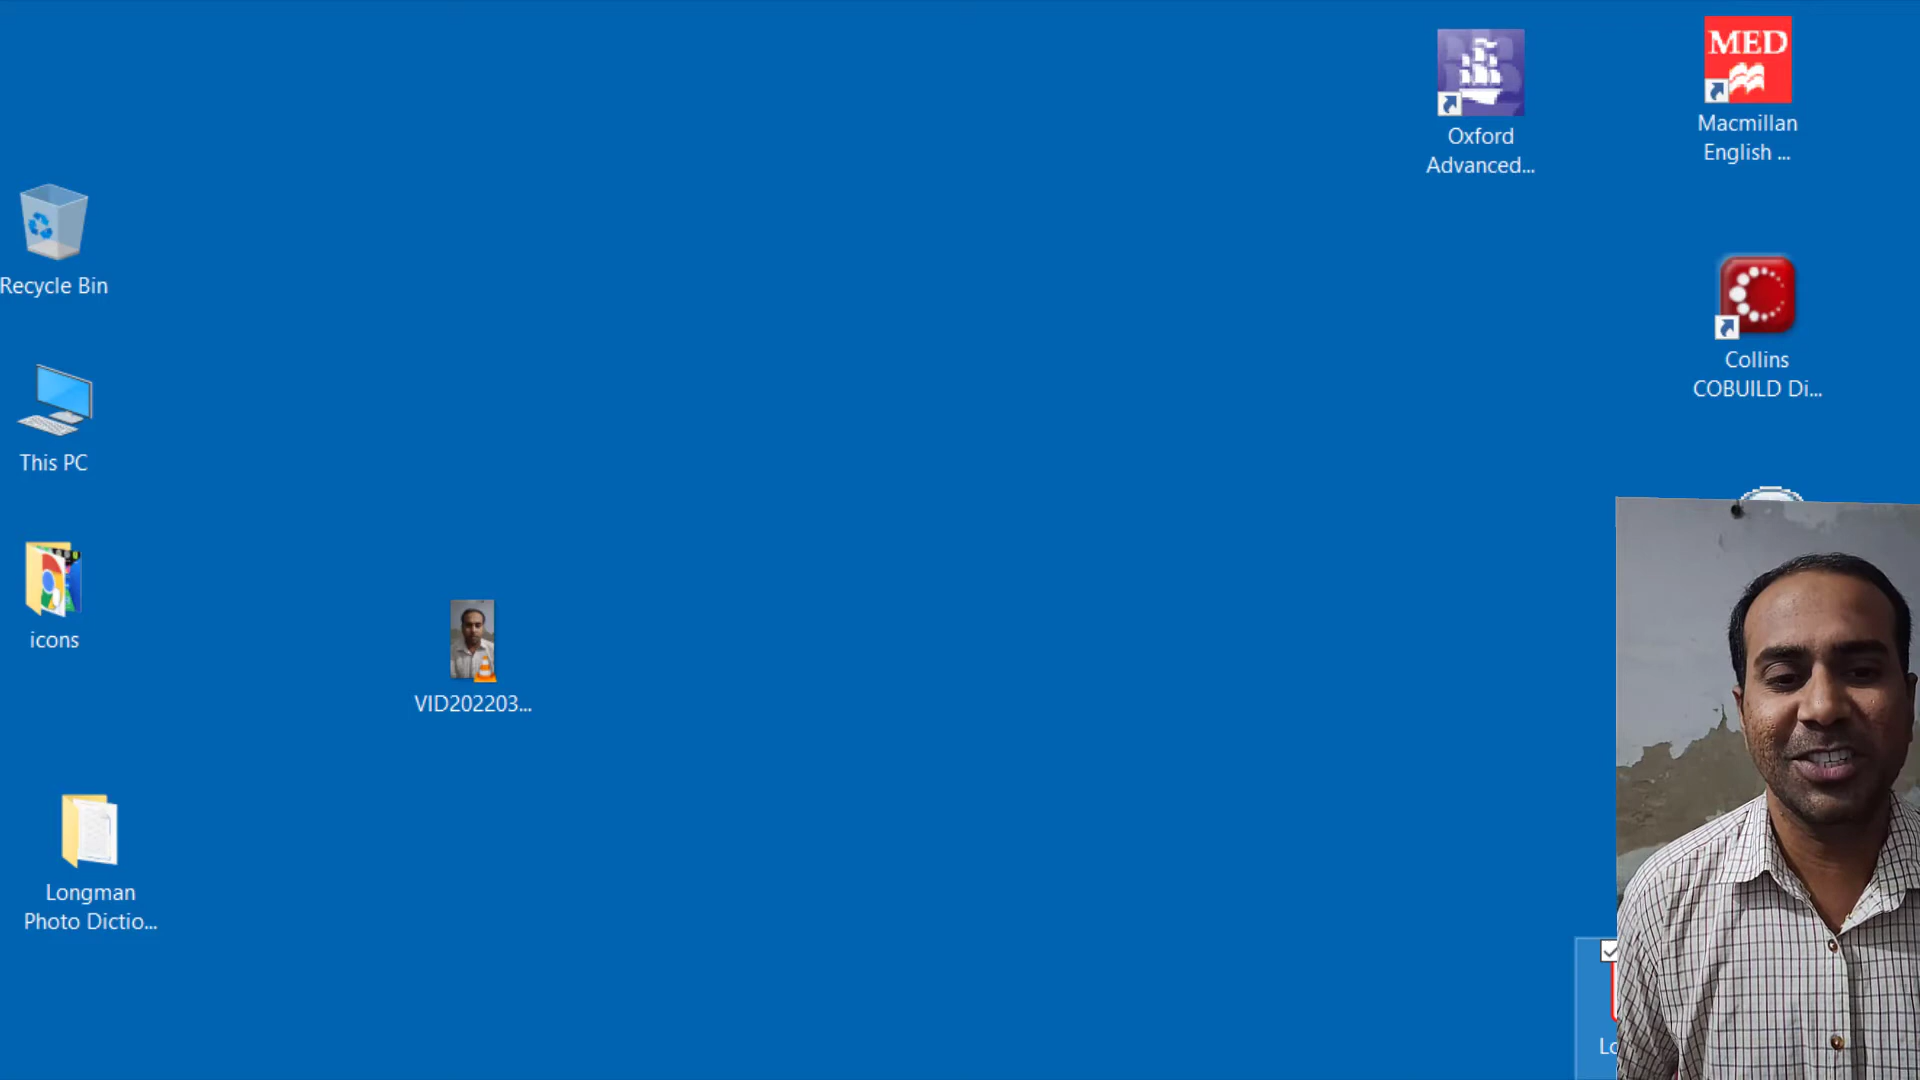 MED
Oxford
Advanced...
Macmillan
English ...
Recycle Bin
Collins
COBUILD Di...
This PC
icons
VID202203...
Longman
Photo Dictio...